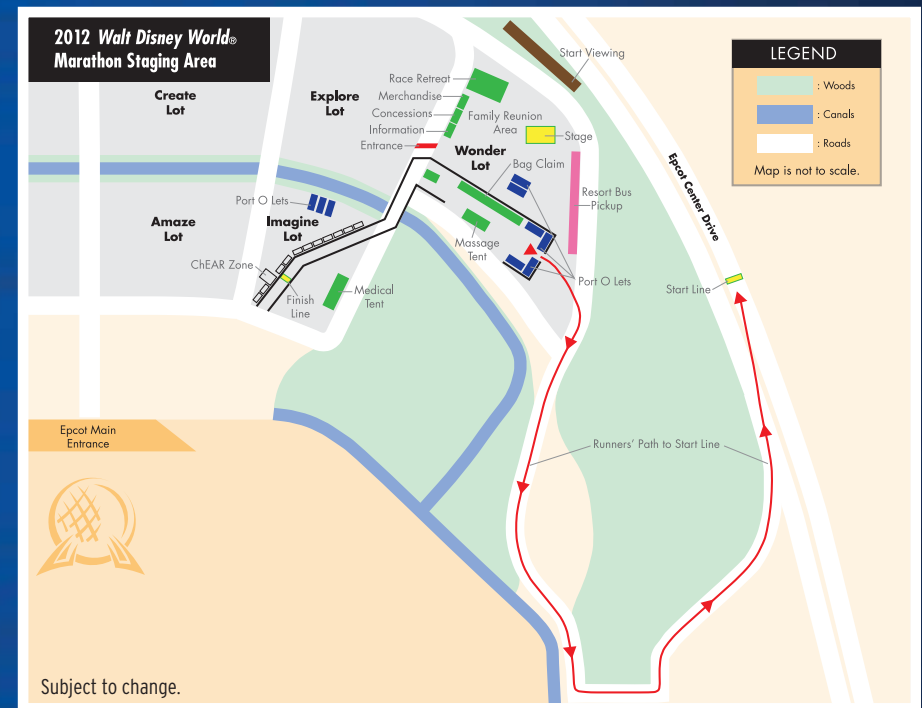 2012 Walt Disney World®
Marathon Staging Area
Create
Lot
Explore
Lot
Race Retreat
Merchandise
Concessions
Information
Entrance
Family Reunion
Area
Stage
Start Viewing
LEGEND
: Woods
: Canals
: Roads
Map is not to scale.
Wonder
Lot
Bag Claim
Epcot Center Drive
Resort Bus
Pickup
Port O Lets
Amaze
Lot
Imagine
Lot
Massage
Tent
ChEAR Zone
Finish
Line
Medical
Tent
Port O Lets
Start Line
Epcot Main
Entrance
Runners' Path to Start Line
Subject to change.